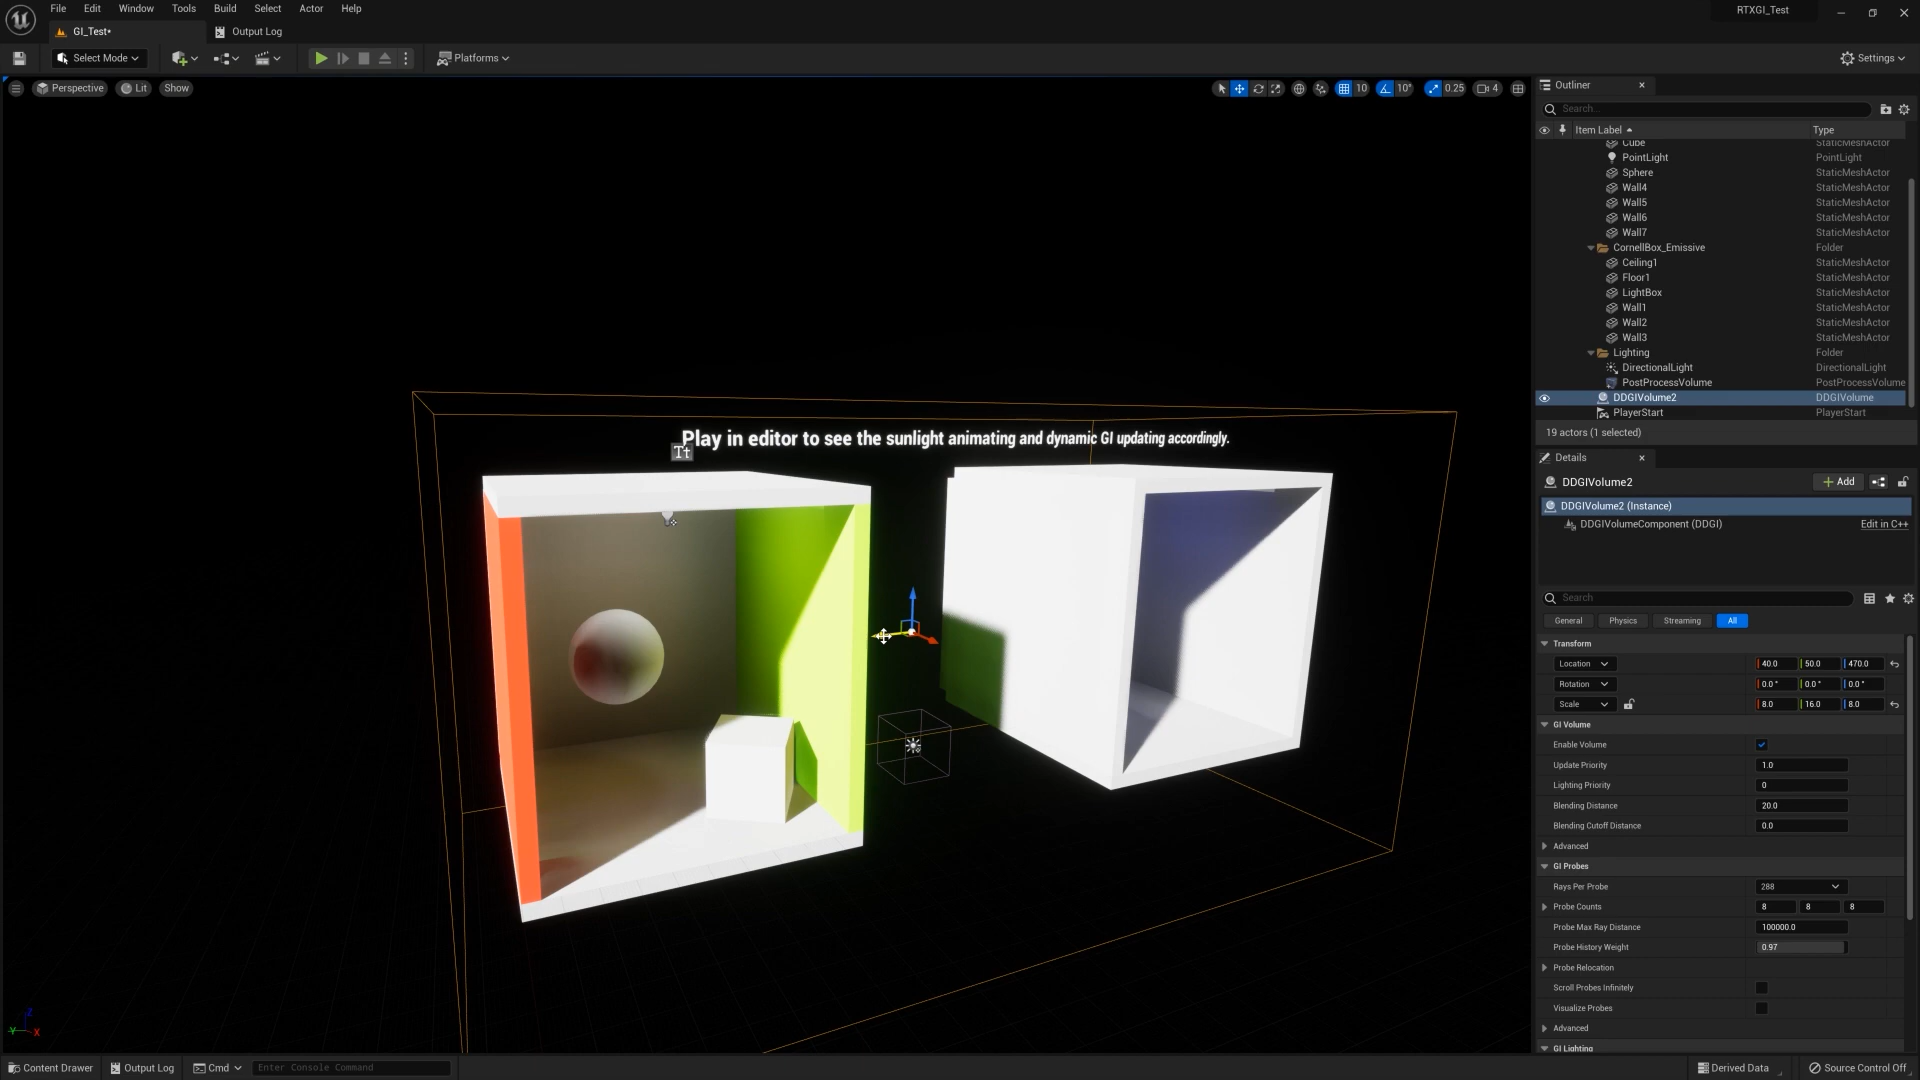 File Edit Window Tools Build Select Actor Help
RTXGI_Test
GI_Test*
Output Log
Select Mode
Platforms
Settings
Perspective
Lit
Show
10
10°
0.25
4
Play in editor to see the sunlight animating and dynamic GI updating accordingly.
Tt
Z
Y
X
Outliner
Search...
Item Label
Type
Cube StaticMeshActor
PointLight PointLight
Sphere StaticMeshActor
Wall4 StaticMeshActor
Wall5 StaticMeshActor
Wall6 StaticMeshActor
Wall7 StaticMeshActor
CornellBox_Emissive Folder
Ceiling1 StaticMeshActor
Floor1 StaticMeshActor
LightBox StaticMeshActor
Wall1 StaticMeshActor
Wall2 StaticMeshActor
Wall3 StaticMeshActor
Lighting Folder
DirectionalLight DirectionalLight
PostProcessVolume PostProcessVolume
DDGIVolume2 DDGIVolume
PlayerStart PlayerStart
19 actors (1 selected)
Details
DDGIVolume2
+ Add
DDGIVolume2 (Instance)
DDGIVolumeComponent (DDGI) Edit in C++
Search
General Physics Streaming All
Transform
Location 40.0 50.0 470.0
Rotation 0.0 ° 0.0 ° 0.0 °
Scale 8.0 16.0 8.0
GI Volume
Enable Volume
Update Priority 1.0
Lighting Priority 0
Blending Distance 20.0
Blending Cutoff Distance 0.0
Advanced
GI Probes
Rays Per Probe 288
Probe Counts 8 8 8
Probe Max Ray Distance 100000.0
Probe History Weight 0.97
Probe Relocation
Scroll Probes Infinitely
Visualize Probes
Advanced
GI Lighting
Content Drawer
Output Log
Cmd
Enter Console Command
Derived Data
Source Control Off